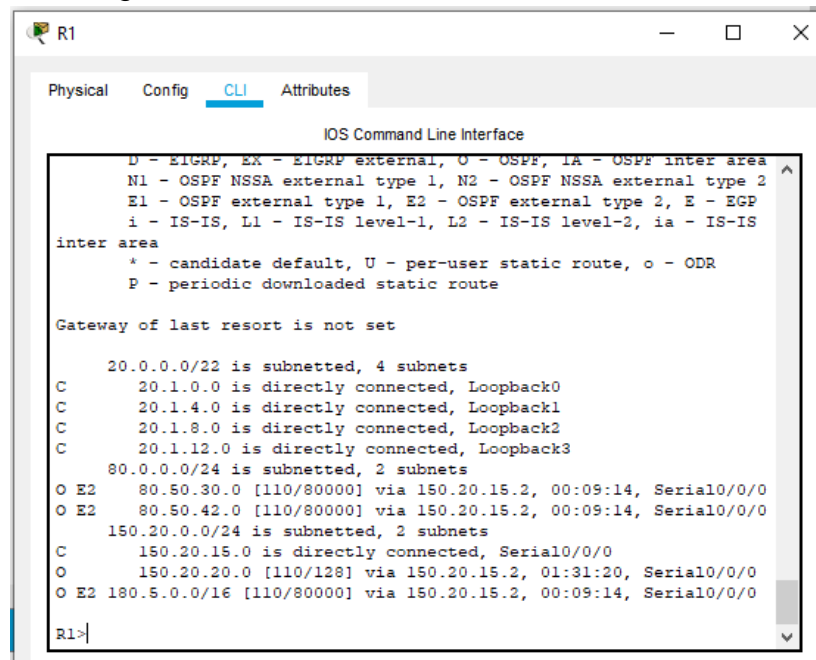 R1
Physical Config CLI Attributes
IOS Command Line Interface
D - EIGRP, EX - EIGRP external, O - OSPF, IA - OSPF inter area
N1 - OSPF NSSA external type 1, N2 - OSPF NSSA external type 2
E1 - OSPF external type 1, E2 - OSPF external type 2, E - EGP
i - IS-IS, L1 - IS-IS level-1, L2 - IS-IS level-2, ia - IS-IS
inter area
* - candidate default, U - per-user static route, o - ODR
P - periodic downloaded static route
Gateway of last resort is not set
20.0.0.0/22 is subnetted, 4 subnets
C 20.1.0.0 is directly connected, Loopback0
C 20.1.4.0 is directly connected, Loopback1
C 20.1.8.0 is directly connected, Loopback2
C 20.1.12.0 is directly connected, Loopback3
80.0.0.0/24 is subnetted, 2 subnets
O E2 80.50.30.0 [110/80000] via 150.20.15.2, 00:09:14, Serial0/0/0
O E2 80.50.42.0 [110/80000] via 150.20.15.2, 00:09:14, Serial0/0/0
150.20.0.0/24 is subnetted, 2 subnets
C 150.20.15.0 is directly connected, Serial0/0/0
O 150.20.20.0 [110/128] via 150.20.15.2, 01:31:20, Serial0/0/0
O E2 180.5.0.0/16 [110/80000] via 150.20.15.2, 00:09:14, Serial0/0/0
R1>